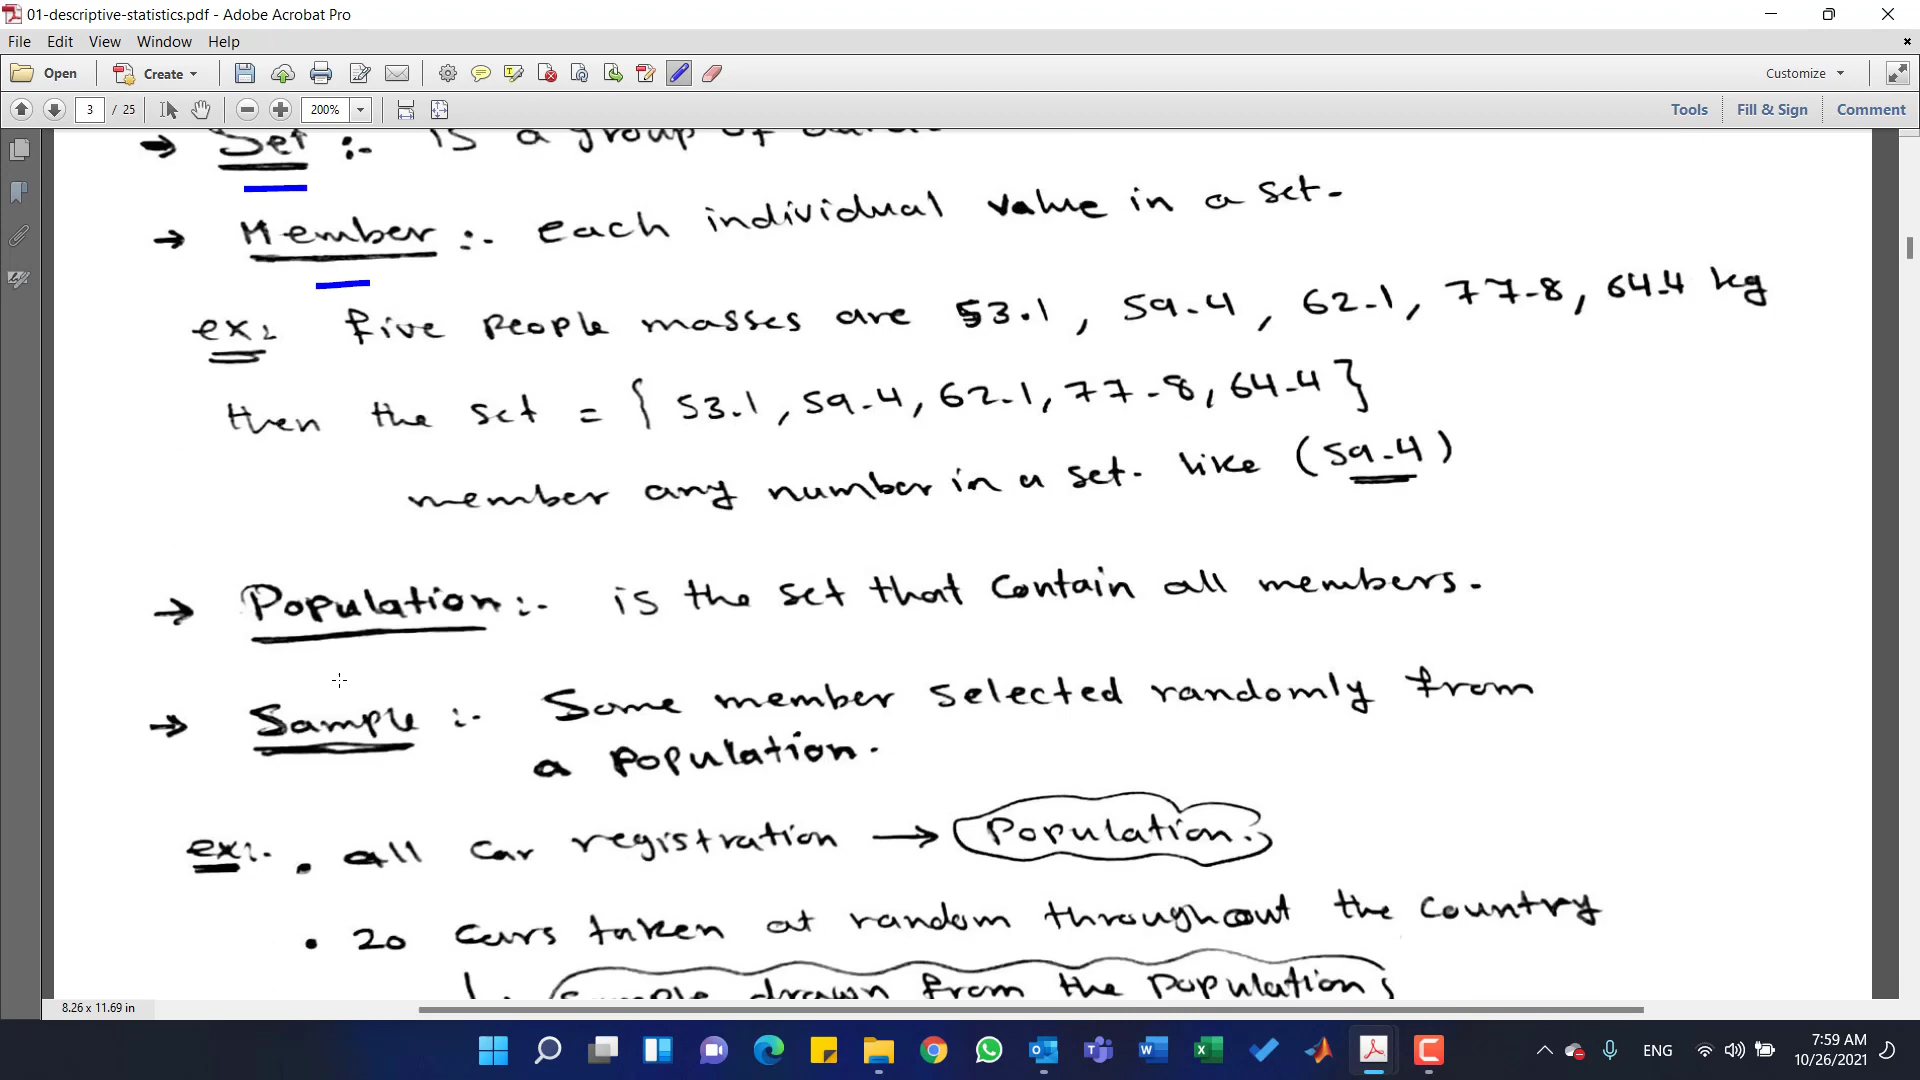 01-descriptive-statistics.pdf - Adobe Acrobat Pro
File Edit View Window Help
Open Create Customize
3 / 25 200% Tools Fill & Sign Comment
→ Set :- is a group of
→ Member :- each individual value in a set.
ex: five people masses are 53.1, 59.4, 62.1, 77.8, 64.4 kg
then the set = { 53.1, 59.4, 62.1, 77.8, 64.4 }
member any number in a set. like (59.4)
→ Population :- is the set that contain all members.
→ Sample :- Some member selected randomly from
a population.
ex:- • all car registration → Population.
• 20 cars taken at random throughout the country
sample drawn from the population
8.26 x 11.69 in
ENG
7:59 AM
10/26/2021